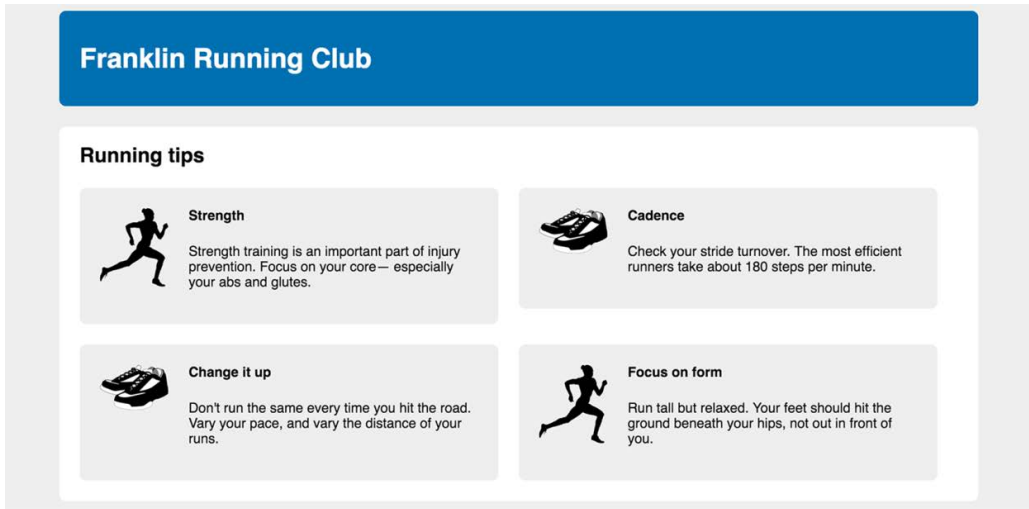 Franklin Running Club
Running tips
Strength
Strength training is an important part of injury
prevention. Focus on your core— especially
your abs and glutes.
Cadence
Check your stride turnover. The most efficient
runners take about 180 steps per minute.
Change it up
Don't run the same every time you hit the road.
Vary your pace, and vary the distance of your
runs.
Focus on form
Run tall but relaxed. Your feet should hit the
ground beneath your hips, not out in front of
you.